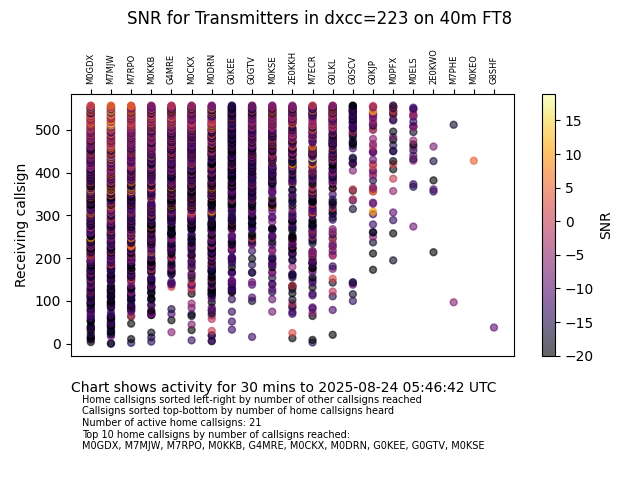 SNR for Transmitters in dxcc=223 on 40m FT8
M0GDX M7MJW M7RPO M0KKB G4MRE M0CKX M0DRN G0KEE G0GTV M0KSE 2E0KKH M7ECR G0LKL G0SCV G0KJP M0PFX M0ELS 2E0KWO M7PHE M0KEO G8SHF
500
400
300
200
100
0
Receiving callsign
15
10
5
0
−5
−10
−15
−20
SNR
Chart shows activity for 30 mins to 2025-08-24 05:46:42 UTC
Home callsigns sorted left-right by number of other callsigns reached
Callsigns sorted top-bottom by number of home callsigns heard
Number of active home callsigns: 21
Top 10 home callsigns by number of callsigns reached:
M0GDX, M7MJW, M7RPO, M0KKB, G4MRE, M0CKX, M0DRN, G0KEE, G0GTV, M0KSE